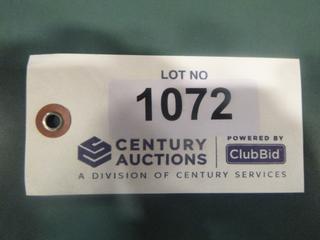 LOT NO
1072
CENTURY AUCTIONS
POWERED BY
ClubBid
A DIVISION OF CENTURY SERVICES